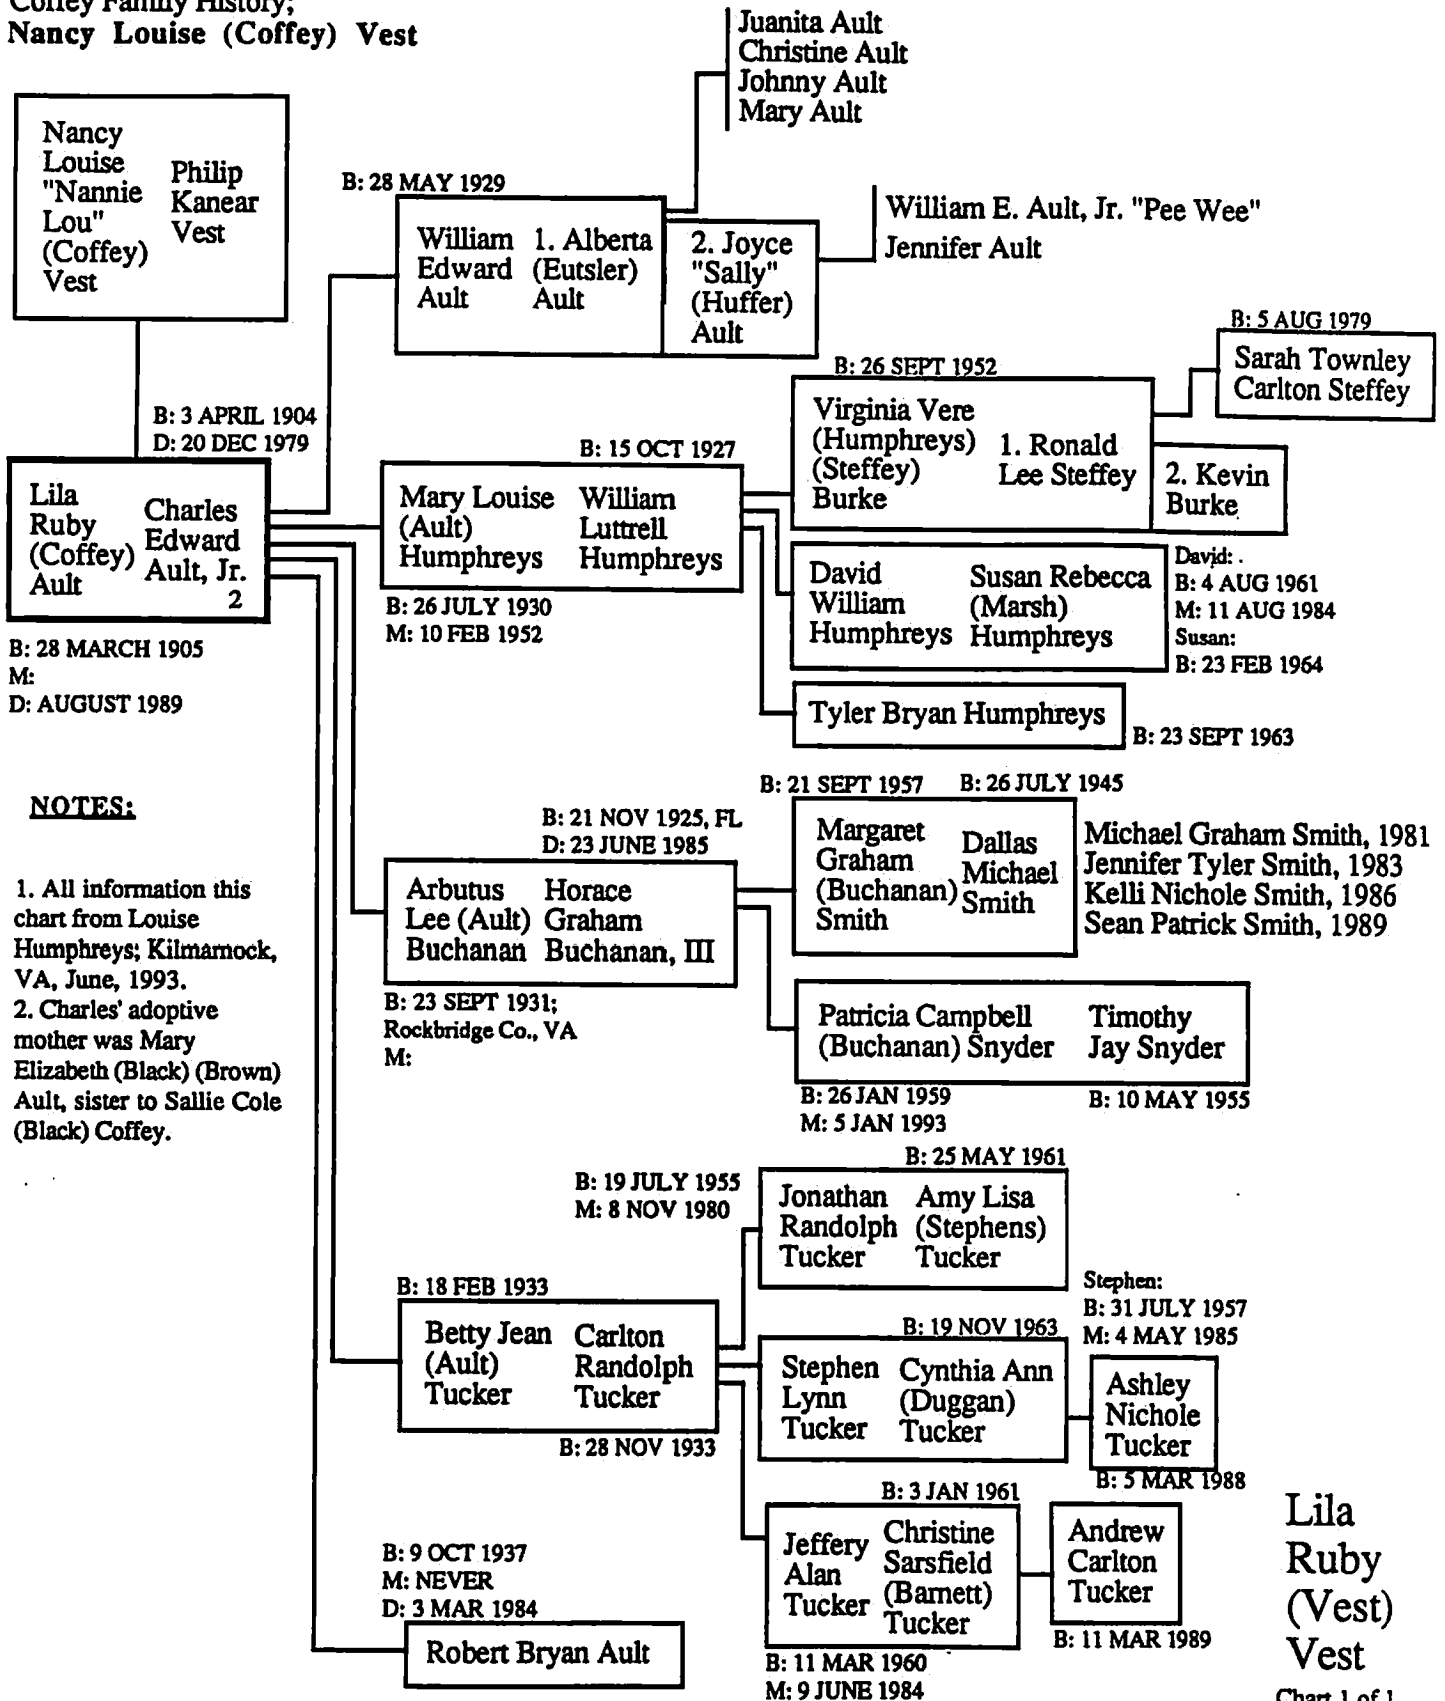 Coffey Family History;
Nancy Louise (Coffey) Vest
Nancy
Louise
"Nannie
Lou"
(Coffey)
Vest
Philip
Kanear
Vest
B: 3 APRIL 1904
D: 20 DEC 1979
Lila
Ruby
(Coffey)
Ault
Charles
Edward
Ault, Jr.
2
B: 28 MARCH 1905
M:
D: AUGUST 1989
NOTES:
1. All information this
chart from Louise
Humphreys; Kilmarnock,
VA, June, 1993.
2. Charles' adoptive
mother was Mary
Elizabeth (Black) (Brown)
Ault, sister to Sallie Cole
(Black) Coffey.
B: 28 MAY 1929
William
Edward
Ault
1. Alberta
(Eutsler)
Ault
2. Joyce
"Sally"
(Huffer)
Ault
Juanita Ault
Christine Ault
Johnny Ault
Mary Ault
William E. Ault, Jr. "Pee Wee"
Jennifer Ault
B: 15 OCT 1927
Mary Louise
(Ault)
Humphreys
William
Luttrell
Humphreys
B: 26 JULY 1930
M: 10 FEB 1952
B: 26 SEPT 1952
Virginia Vere
(Humphreys)
(Steffey)
Burke
1. Ronald
Lee Steffey
2. Kevin
Burke
B: 5 AUG 1979
Sarah Townley
Carlton Steffey
David
William
Humphreys
Susan Rebecca
(Marsh)
Humphreys
David:
B: 4 AUG 1961
M: 11 AUG 1984
Susan:
B: 23 FEB 1964
Tyler Bryan Humphreys
B: 23 SEPT 1963
B: 21 NOV 1925, FL
D: 23 JUNE 1985
Arbutus
Lee (Ault)
Buchanan
Horace
Graham
Buchanan, III
B: 23 SEPT 1931;
Rockbridge Co., VA
M:
B: 21 SEPT 1957
B: 26 JULY 1945
Margaret
Graham
(Buchanan)
Smith
Dallas
Michael
Smith
Michael Graham Smith, 1981
Jennifer Tyler Smith, 1983
Kelli Nichole Smith, 1986
Sean Patrick Smith, 1989
Patricia Campbell
(Buchanan) Snyder
Timothy
Jay Snyder
B: 26 JAN 1959
M: 5 JAN 1993
B: 10 MAY 1955
B: 18 FEB 1933
Betty Jean
(Ault)
Tucker
Carlton
Randolph
Tucker
B: 28 NOV 1933
B: 19 JULY 1955
M: 8 NOV 1980
B: 25 MAY 1961
Jonathan
Randolph
Tucker
Amy Lisa
(Stephens)
Tucker
Stephen:
B: 31 JULY 1957
M: 4 MAY 1985
B: 19 NOV 1963
Stephen
Lynn
Tucker
Cynthia Ann
(Duggan)
Tucker
Ashley
Nichole
Tucker
B: 5 MAR 1988
B: 3 JAN 1961
Jeffery
Alan
Tucker
Christine
Sarsfield
(Barnett)
Tucker
B: 11 MAR 1960
M: 9 JUNE 1984
Andrew
Carlton
Tucker
B: 11 MAR 1989
B: 9 OCT 1937
M: NEVER
D: 3 MAR 1984
Robert Bryan Ault
Lila
Ruby
(Vest)
Vest
Chart 1 of 1